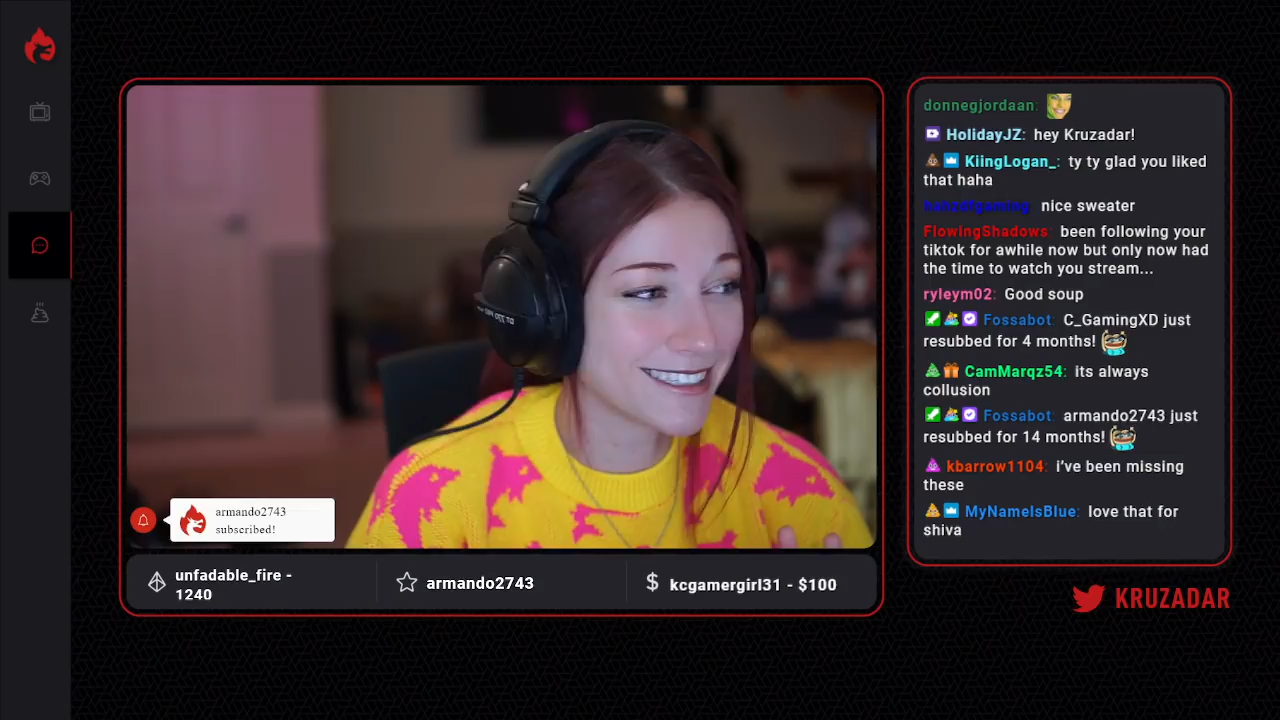 donnegjordaan:
HolidayJZ: hey Kruzadar!
KiingLogan_: ty ty glad you liked
that haha
nice sweater
FlowingShadows: been following your
tiktok for awhile now but only now had
the time to watch you stream...
ryleym02: Good soup
Fossabot: C_GamingXD just
resubbed for 4 months!
CamMarqz54: its always
collusion
Fossabot: armando2743 just
resubbed for 14 months!
kbarrow1104: i've been missing
these
MyNameIsBlue: love that for
shiva
armando2743
subscribed!
unfadable_fire -
1240
armando2743
$ kcgamergirl31 - $100
KRUZADAR